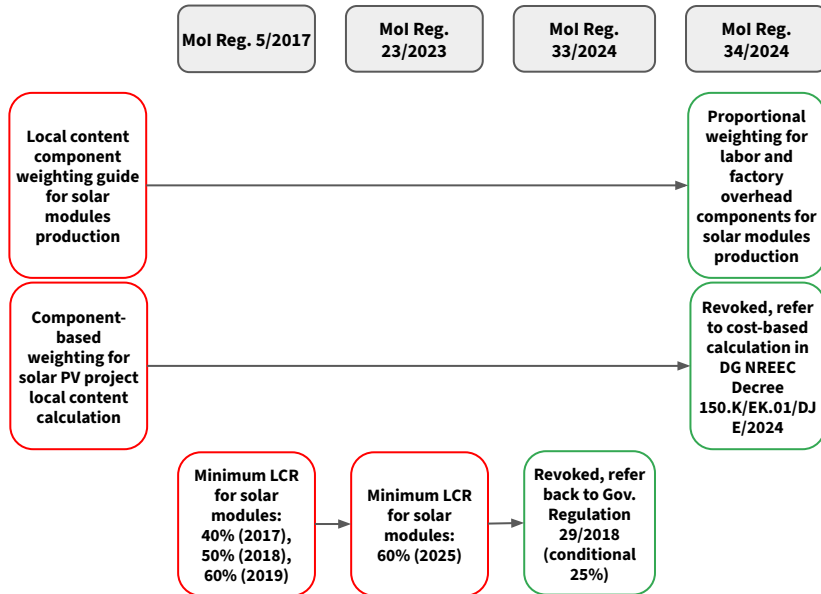 MoI Reg. 5/2017
MoI Reg.
23/2023
MoI Reg.
33/2024
MoI Reg.
34/2024
Local content
component
weighting guide
for solar
modules
production
Proportional
weighting for
labor and
factory
overhead
components for
solar modules
production
Component-
based
weighting for
solar PV project
local content
calculation
Revoked, refer
to cost-based
calculation in
DG NREEC
Decree
150.K/EK.01/DJ
E/2024
Minimum LCR
for solar
modules:
40% (2017),
50% (2018),
60% (2019)
Minimum LCR
for solar
modules:
60% (2025)
Revoked, refer
back to Gov.
Regulation
29/2018
(conditional
25%)